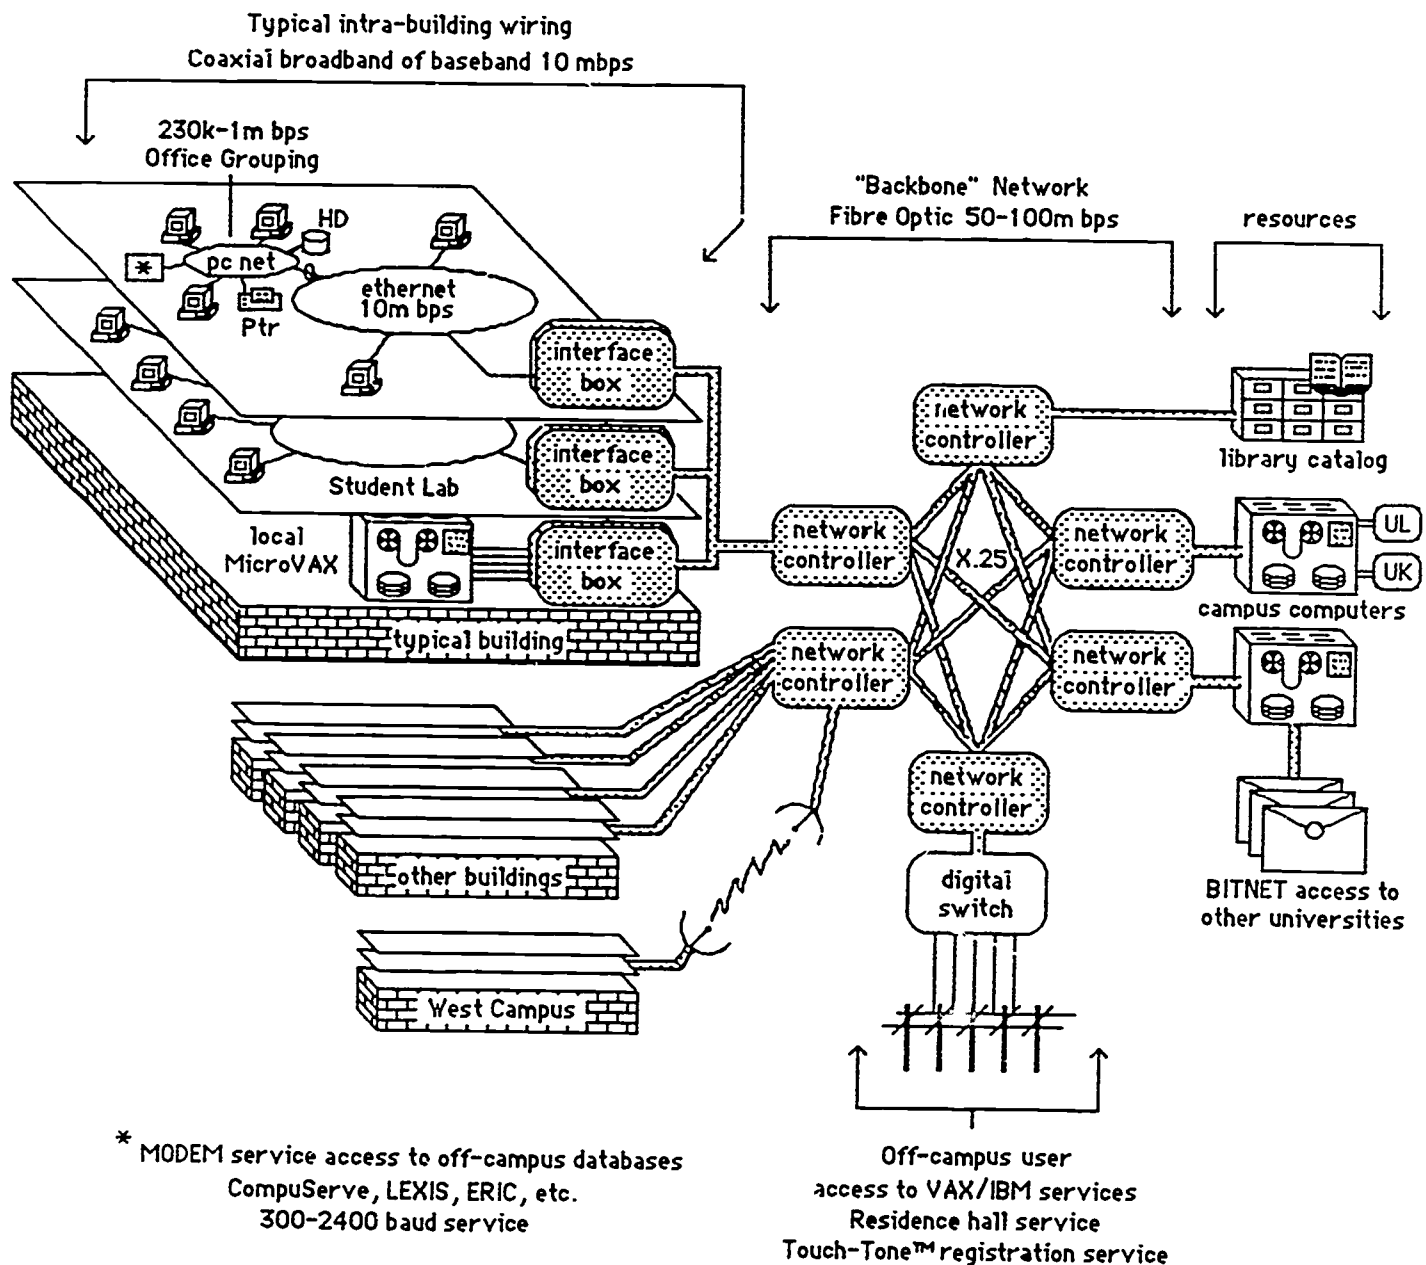 Typical intra-building wiring
Coaxial broadband of baseband 10 mbps
230k-1m bps
Office Grouping
"Backbone" Network
Fibre Optic 50-100m bps
resources
HD
pc net
*
Ptr
ethernet
10m bps
interface
box
interface
box
Student Lab
local
MicroVAX
interface
box
typical building
network
controller
library catalog
network
controller
X.25
network
controller
UL
UK
campus computers
network
controller
network
controller
network
controller
digital
switch
BITNET access to
other universities
other buildings
West Campus
* MODEM service access to off-campus databases
CompuServe, LEXIS, ERIC, etc.
300-2400 baud service
Off-campus user
access to VAX/IBM services
Residence hall service
Touch-Tone™ registration service